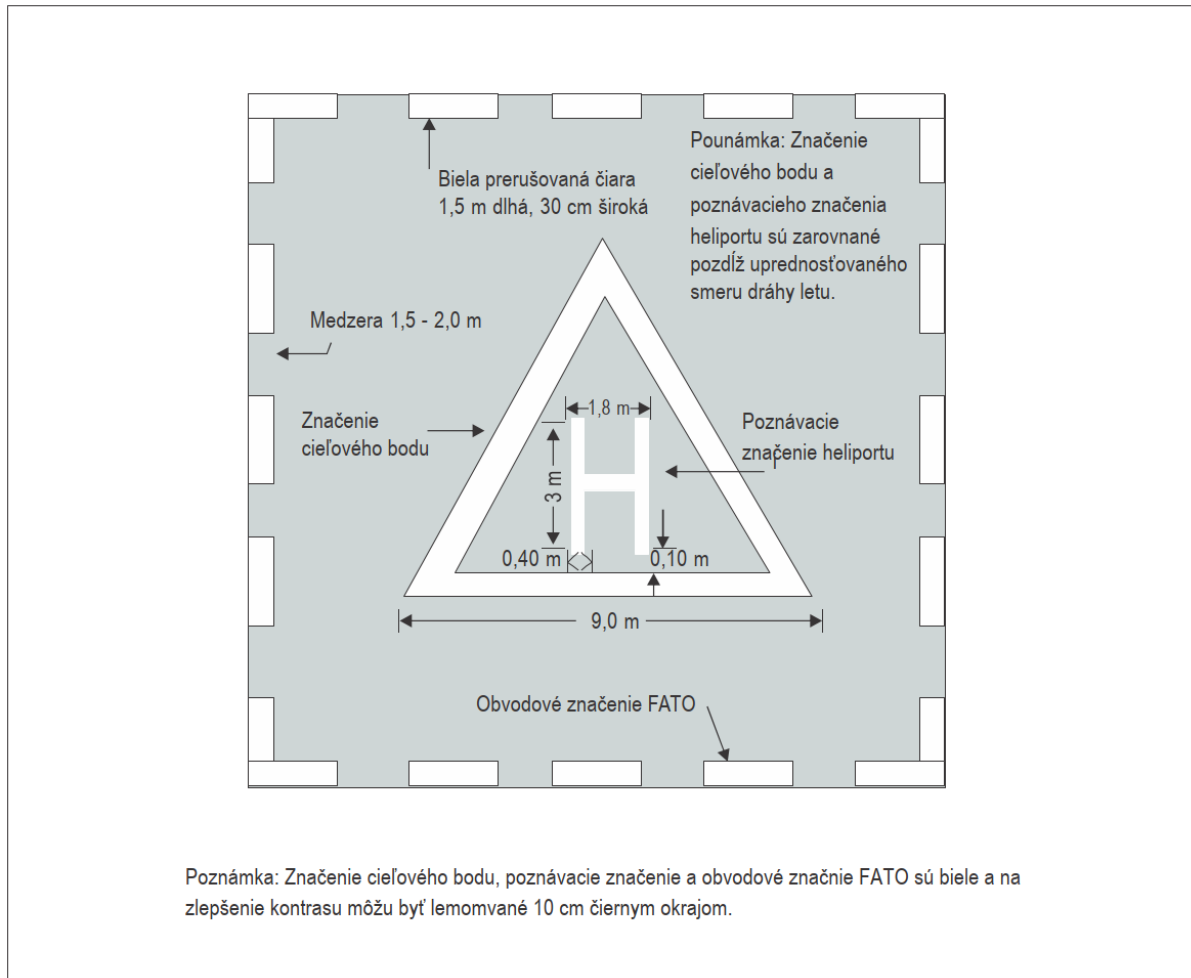 Pounámka: Značenie
cieľového bodu a
poznávacieho značenia
heliportu sú zarovnané
pozdĺž uprednosťovaného
smeru dráhy letu.
Biela prerušovaná čiara
1,5 m dlhá, 30 cm široká
Medzera 1,5 - 2,0 m
Značenie
cieľového bodu
1,8 m
Poznávacie
značenie heliportu
3 m
H
0,40 m
0,10 m
9,0 m
Obvodové značenie FATO
Poznámka: Značenie cieľového bodu, poznávacie značenie a obvodové značnie FATO sú biele a na
zlepšenie kontrasu môžu byť lemomvané 10 cm čiernym okrajom.